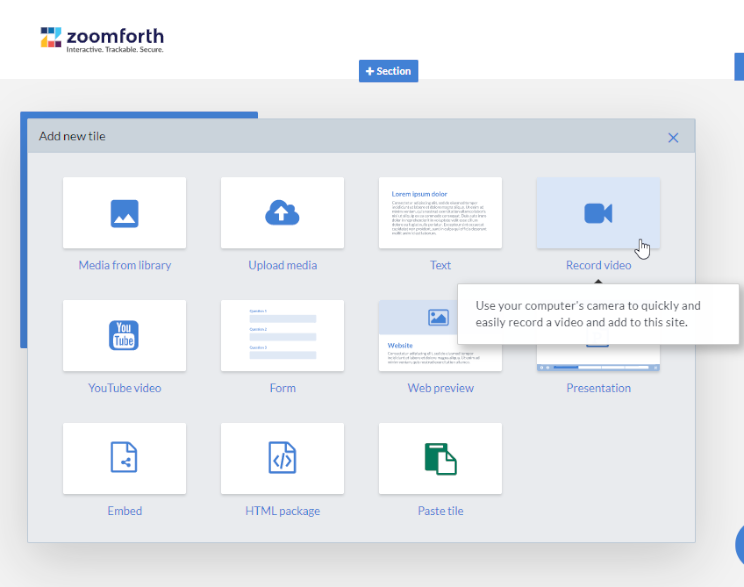 zoomforth
Interactive. Trackable. Secure.
+ Section
Add new tile
Lorem ipsum dolor
Media from library
Upload media
Text
Record video
Use your computer's camera to quickly and
easily record a video and add to this site.
You
Tube
Question 1
Question 2
Question 3
Website
YouTube video
Form
Web preview
Presentation
Embed
HTML package
Paste tile